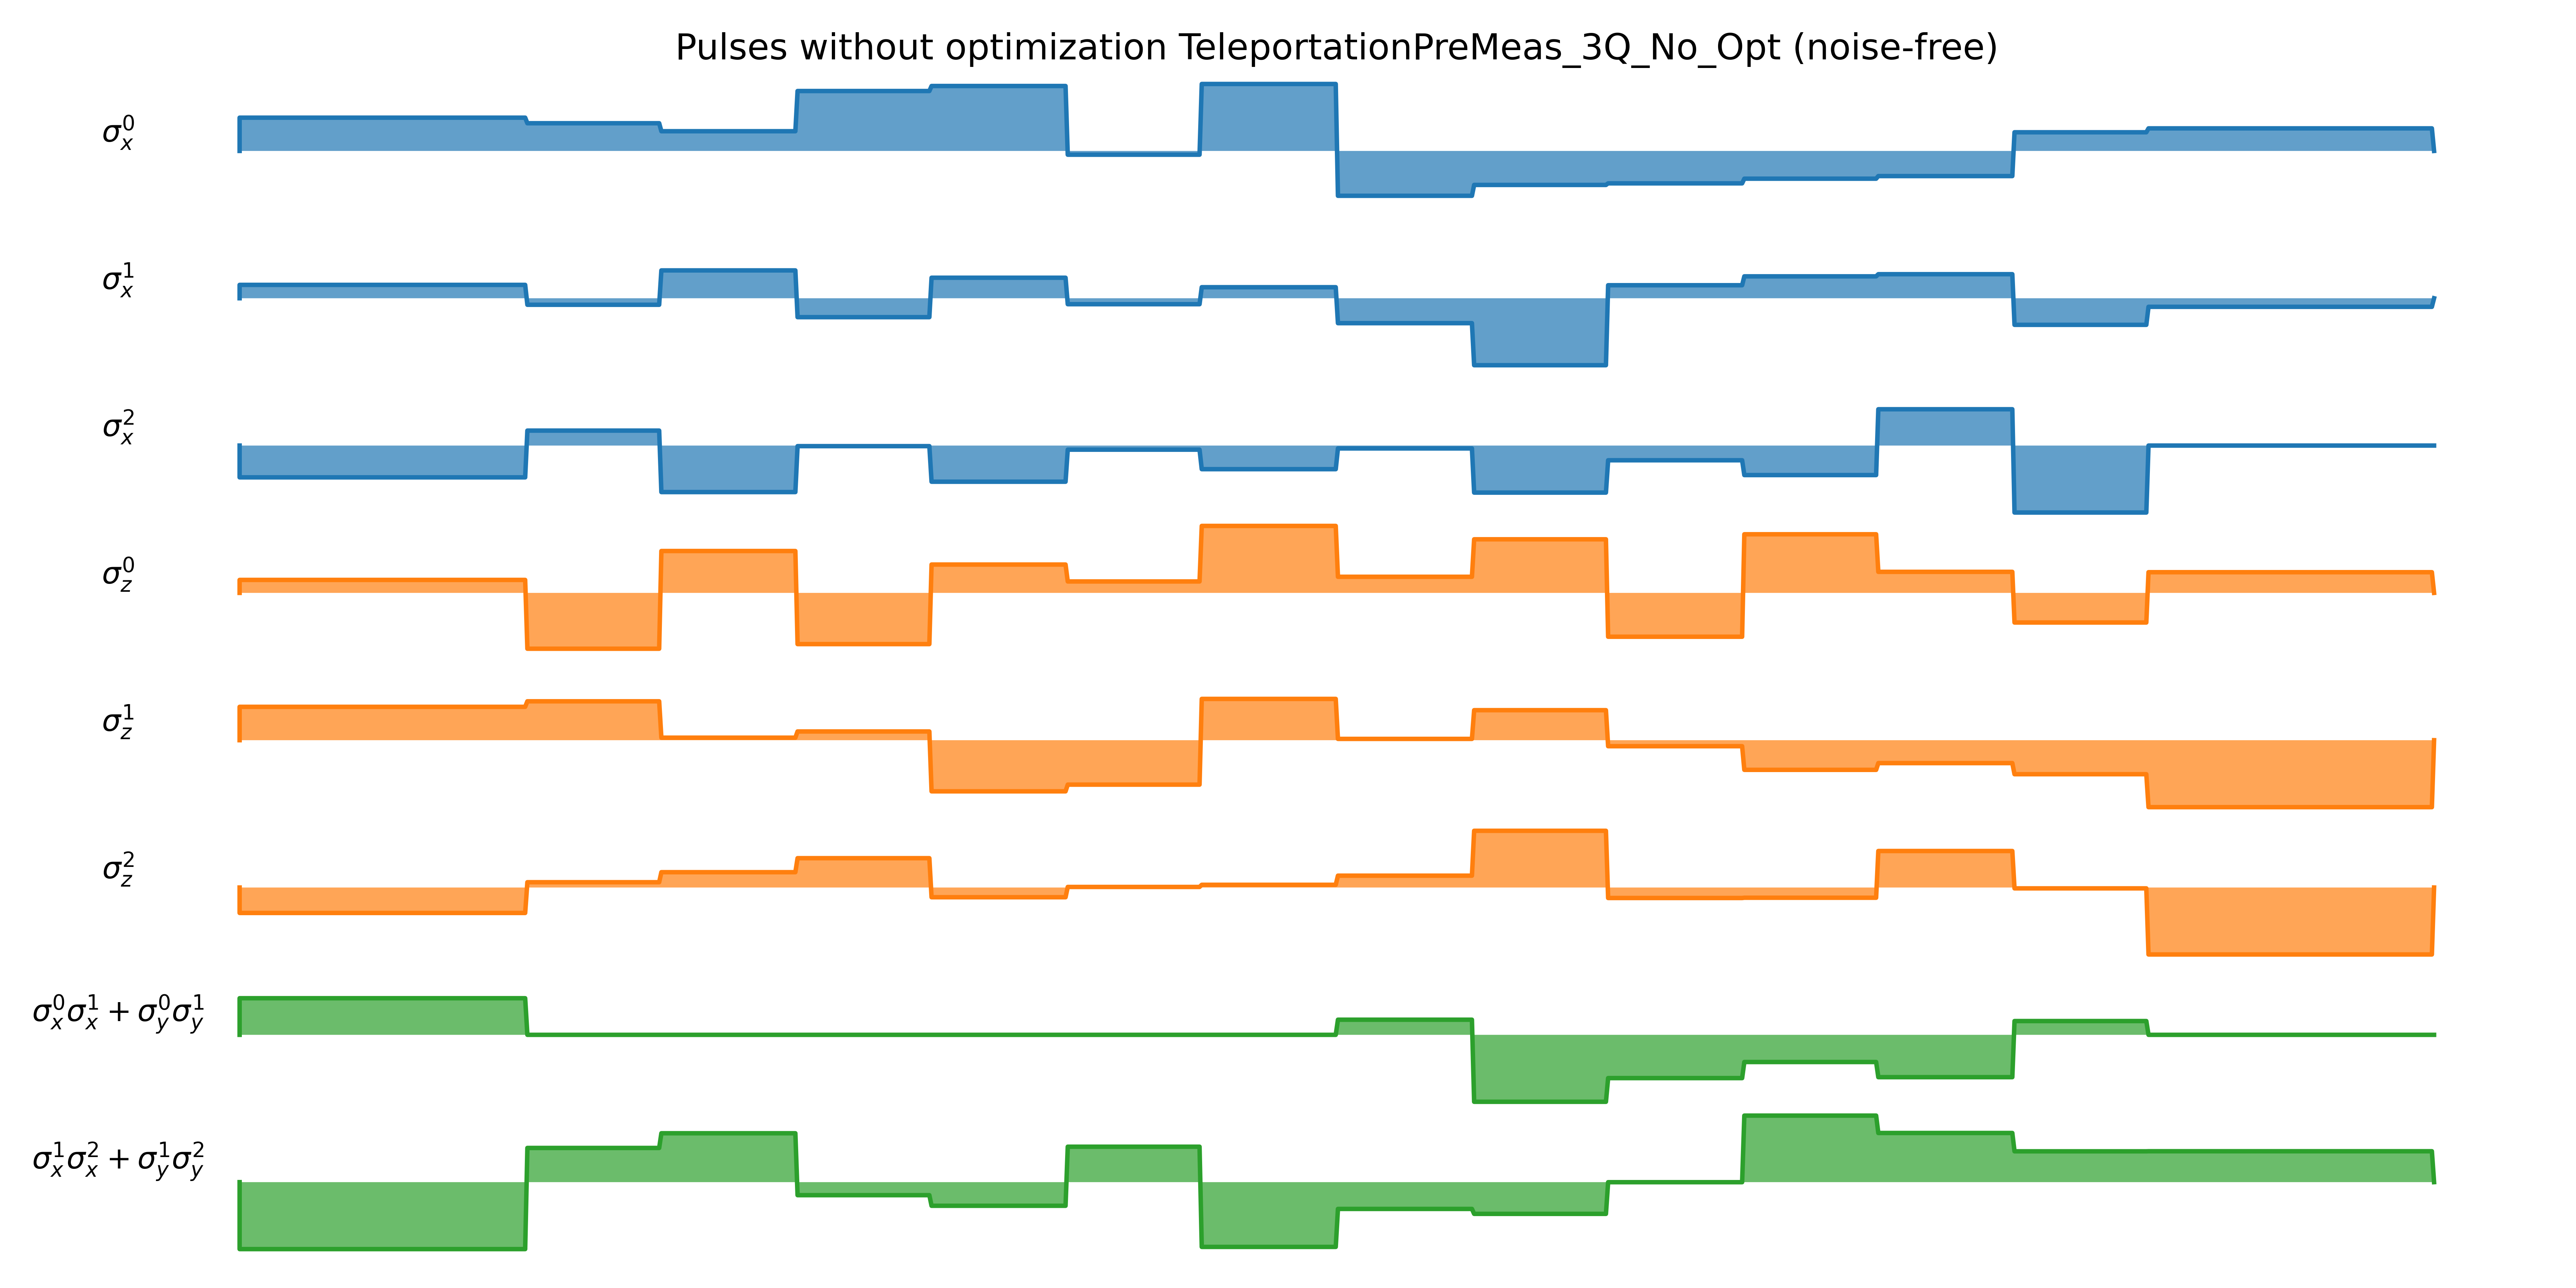 Pulses without optimization TeleportationPreMeas_3Q_No_Opt (noise-free)
σ_x^0
σ_x^1
σ_x^2
σ_z^0
σ_z^1
σ_z^2
σ_x^0σ_x^1 + σ_y^0σ_y^1
σ_x^1σ_x^2 + σ_y^1σ_y^2